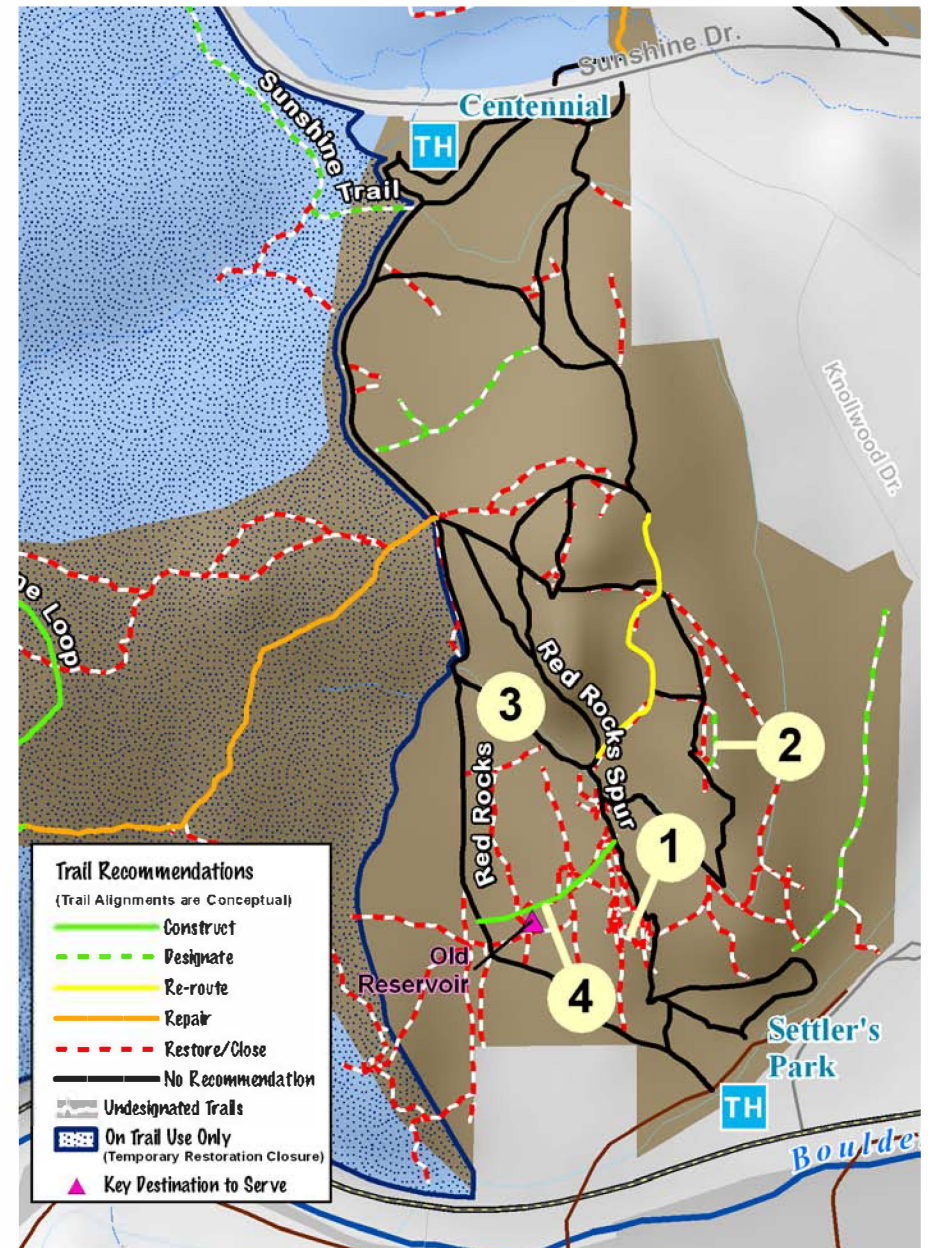 Sunshine Dr.
Centennial
TH
Sunshine
Trail
Knollwood Dr.
ne Loop
Red Rocks Spur
3
2
Red Rocks
1
Old
Reservoir
4
Settler's
Park
TH
Boulde
Trail Recommendations
(Trail Alignments are Conceptual)
Construct
Designate
Re-route
Repair
Restore/Close
No Recommendation
Undesignated Trails
On Trail Use Only
(Temporary Restoration Closure)
Key Destination to Serve